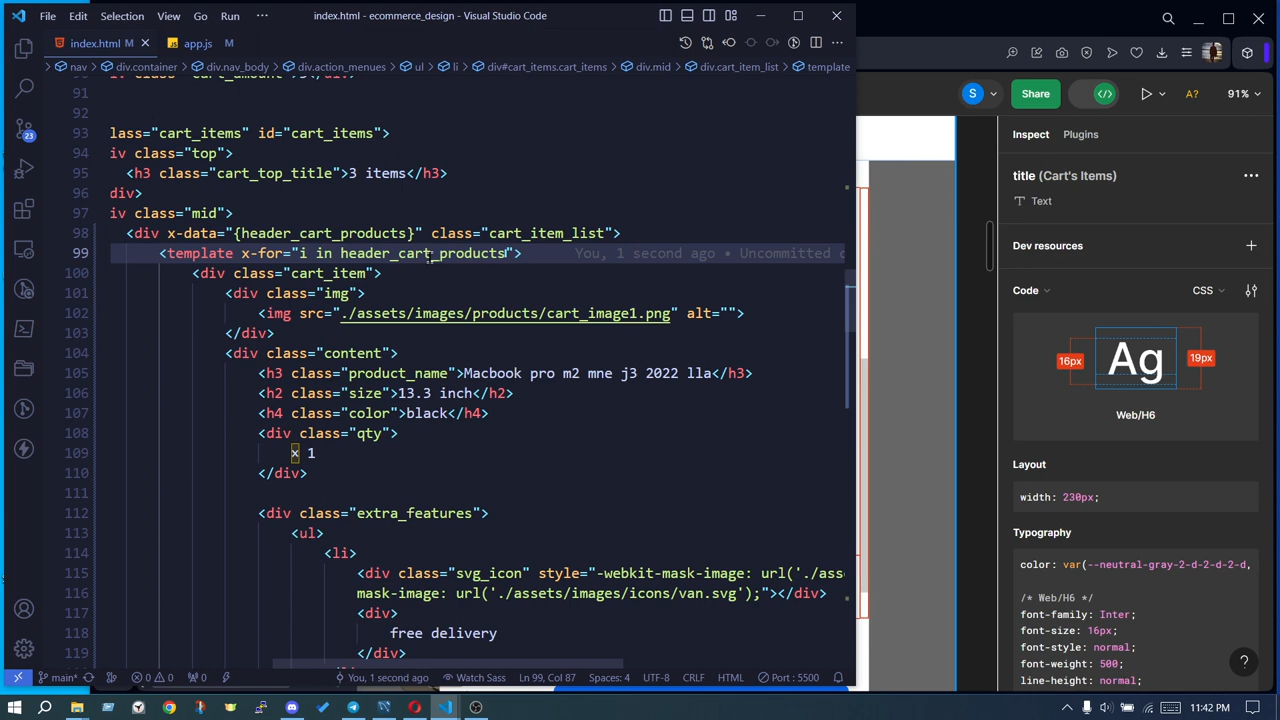 File Edit Selection View Go Run ··· index.html - ecommerce_design - Visual Studio Code
index.html M app.js M
nav div.container div.nav_body div.action_menues ul li div#cart_items.cart_items div.mid div.cart_item_list template
91
92
93 lass="cart_items" id="cart_items">
94 iv class="top">
95 <h3 class="cart_top_title">3 items</h3>
96 div>
97 iv class="mid">
98 <div x-data="{header_cart_products}" class="cart_item_list">
99 <template x-for="i in header_cart_products"> You, 1 second ago • Uncommitted c
100 <div class="cart_item">
101 <div class="img">
102 <img src="./assets/images/products/cart_image1.png" alt="">
103 </div>
104 <div class="content">
105 <h3 class="product_name">Macbook pro m2 mne j3 2022 lla</h3>
106 <h2 class="size">13.3 inch</h2>
107 <h4 class="color">black</h4>
108 <div class="qty">
109 × 1
110 </div>
111
112 <div class="extra_features">
113 <ul>
114 <li>
115 <div class="svg_icon" style="-webkit-mask-image: url('./ass
116 mask-image: url('./assets/images/icons/van.svg');"></div>
117 <div>
118 free delivery
119 </div>
23
main* 0 0 0 You, 1 second ago Watch Sass Ln 99, Col 87 Spaces: 4 UTF-8 CRLF HTML Port : 5500
S Share A? 91%
Inspect Plugins
title (Cart's Items)
Text
Dev resources
Code CSS
16px Ag 19px
Web/H6
Layout
width: 230px;
Typography
color: var(--neutral-gray-2-d-2-d-2-d,
/* Web/H6 */
font-family: Inter;
font-size: 16px;
font-style: normal;
font-weight: 500;
line-height: normal;
?
11:42 PM